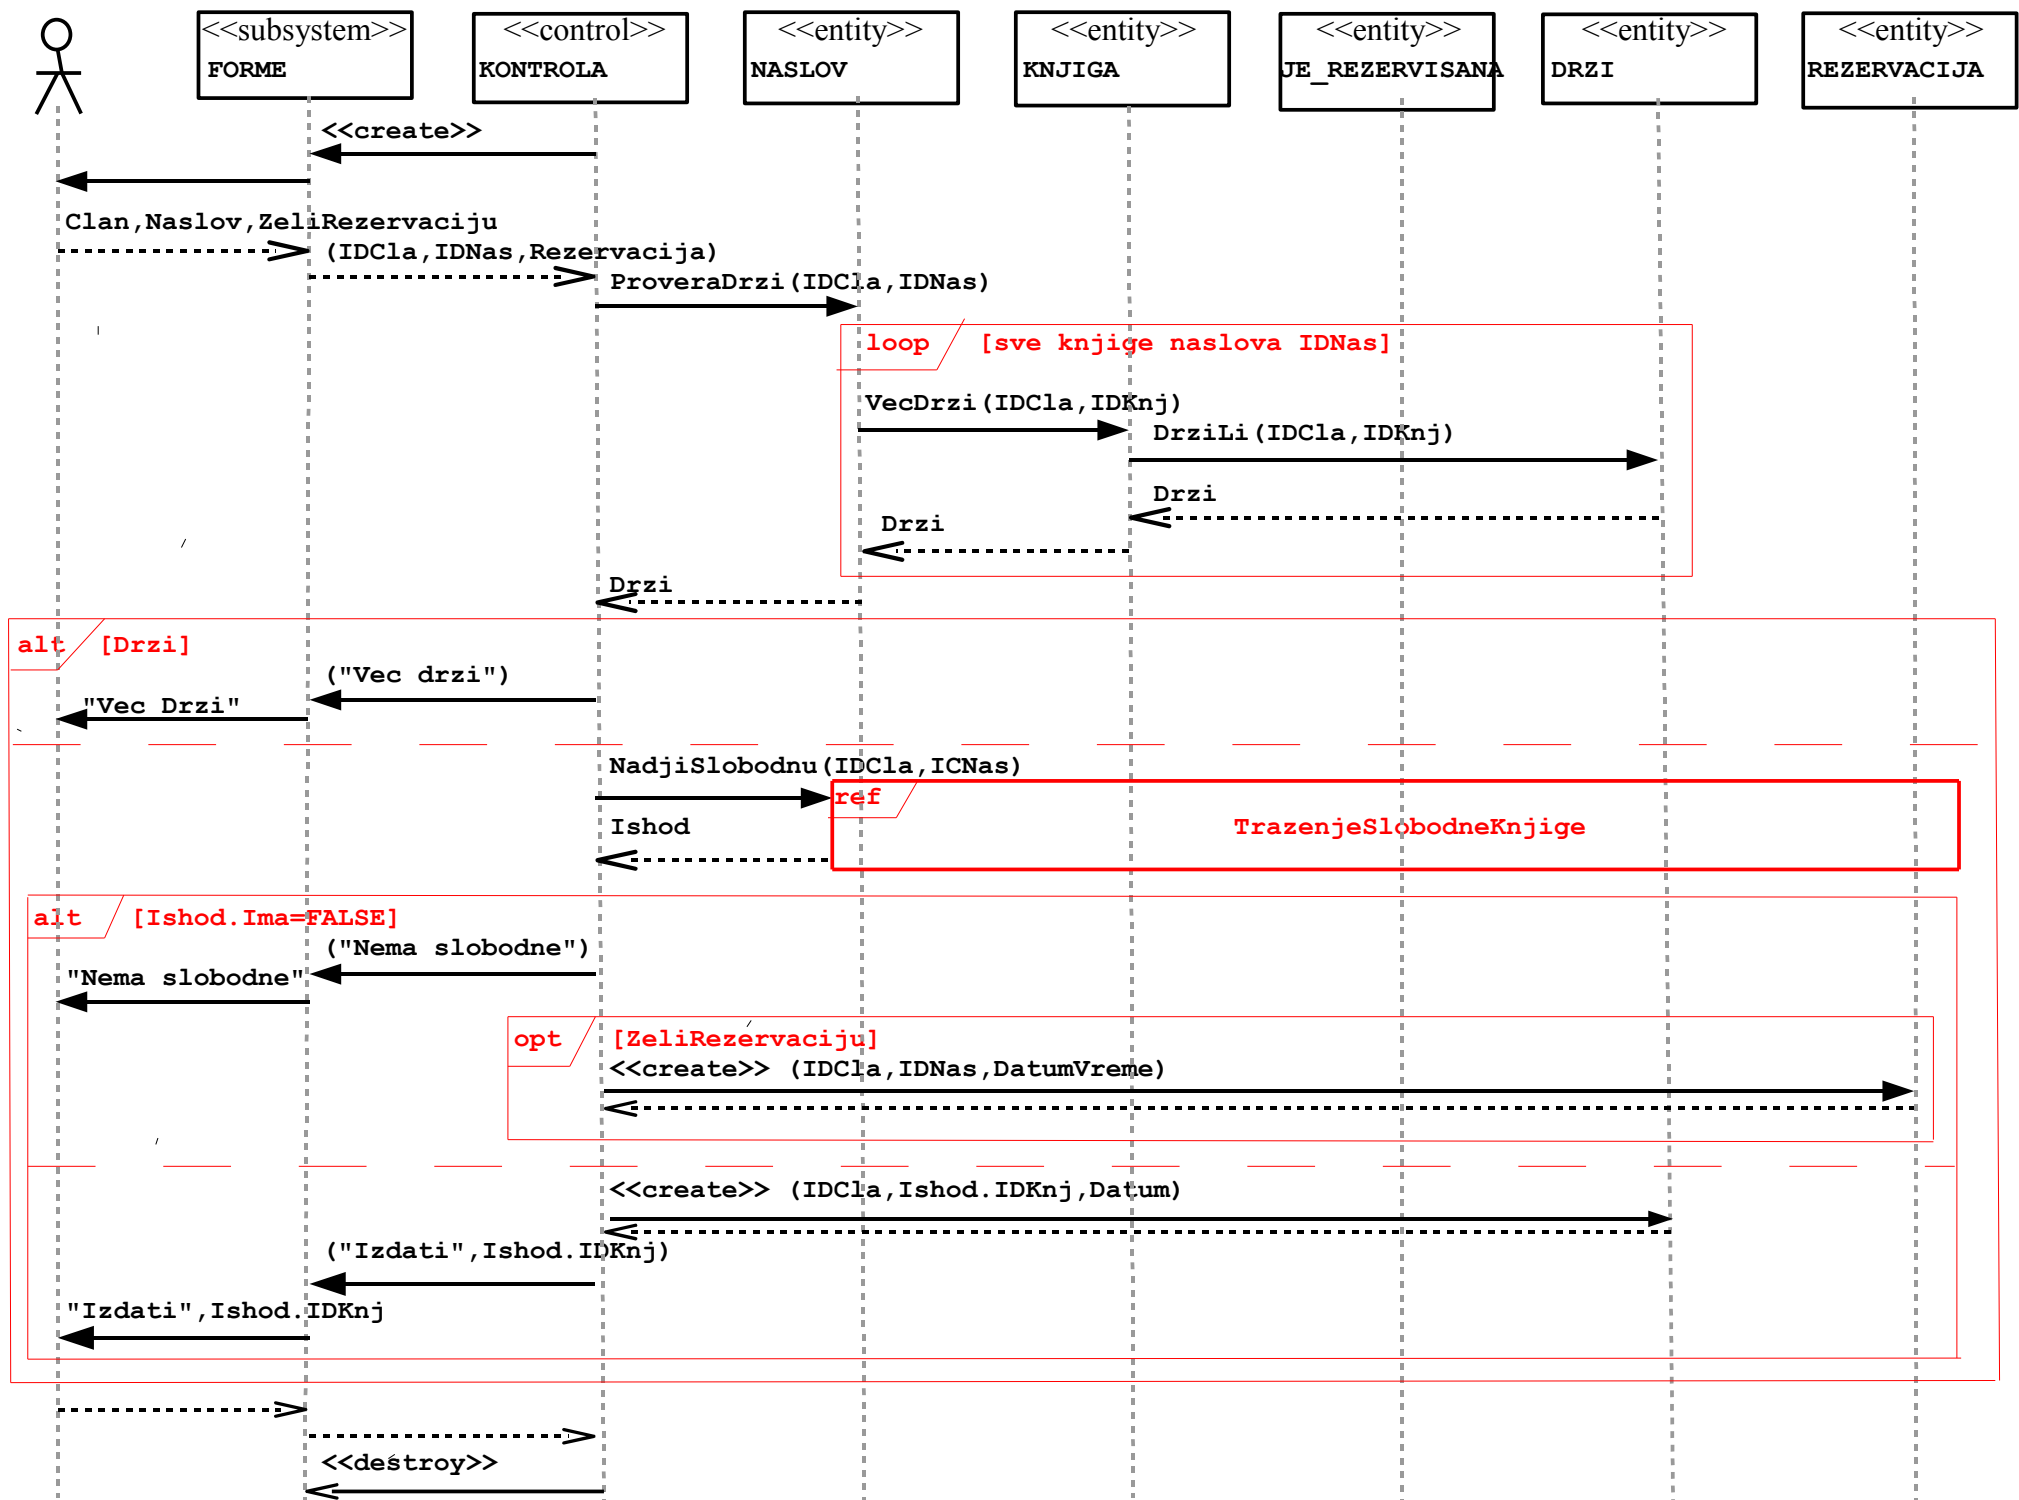 <<subsystem>>
FORME
<<control>>
KONTROLA
<<entity>>
NASLOV
<<entity>>
KNJIGA
<<entity>>
JE_REZERVISANA
<<entity>>
DRZI
<<entity>>
REZERVACIJA
<<create>>
Clan,Naslov,ZeliRezervaciju
(IDCla,IDNas,Rezervacija)
ProveraDrzi(IDCla,IDNas)
loop [sve knjige naslova IDNas]
VecDrzi(IDCla,IDKnj)
DrziLi(IDCla,IDKnj)
Drzi
Drzi
Drzi
alt [Drzi]
("Vec drzi")
"Vec Drzi"
NadjiSlobodnu(IDCla,ICNas)
ref
Ishod
TrazenjeSlobodneKnjige
alt [Ishod.Ima=FALSE]
("Nema slobodne")
"Nema slobodne"
opt [ZeliRezervaciju]
<<create>> (IDCla,IDNas,DatumVreme)
<<create>> (IDCla,Ishod.IDKnj,Datum)
("Izdati",Ishod.IDKnj)
"Izdati",Ishod.IDKnj
<<destroy>>